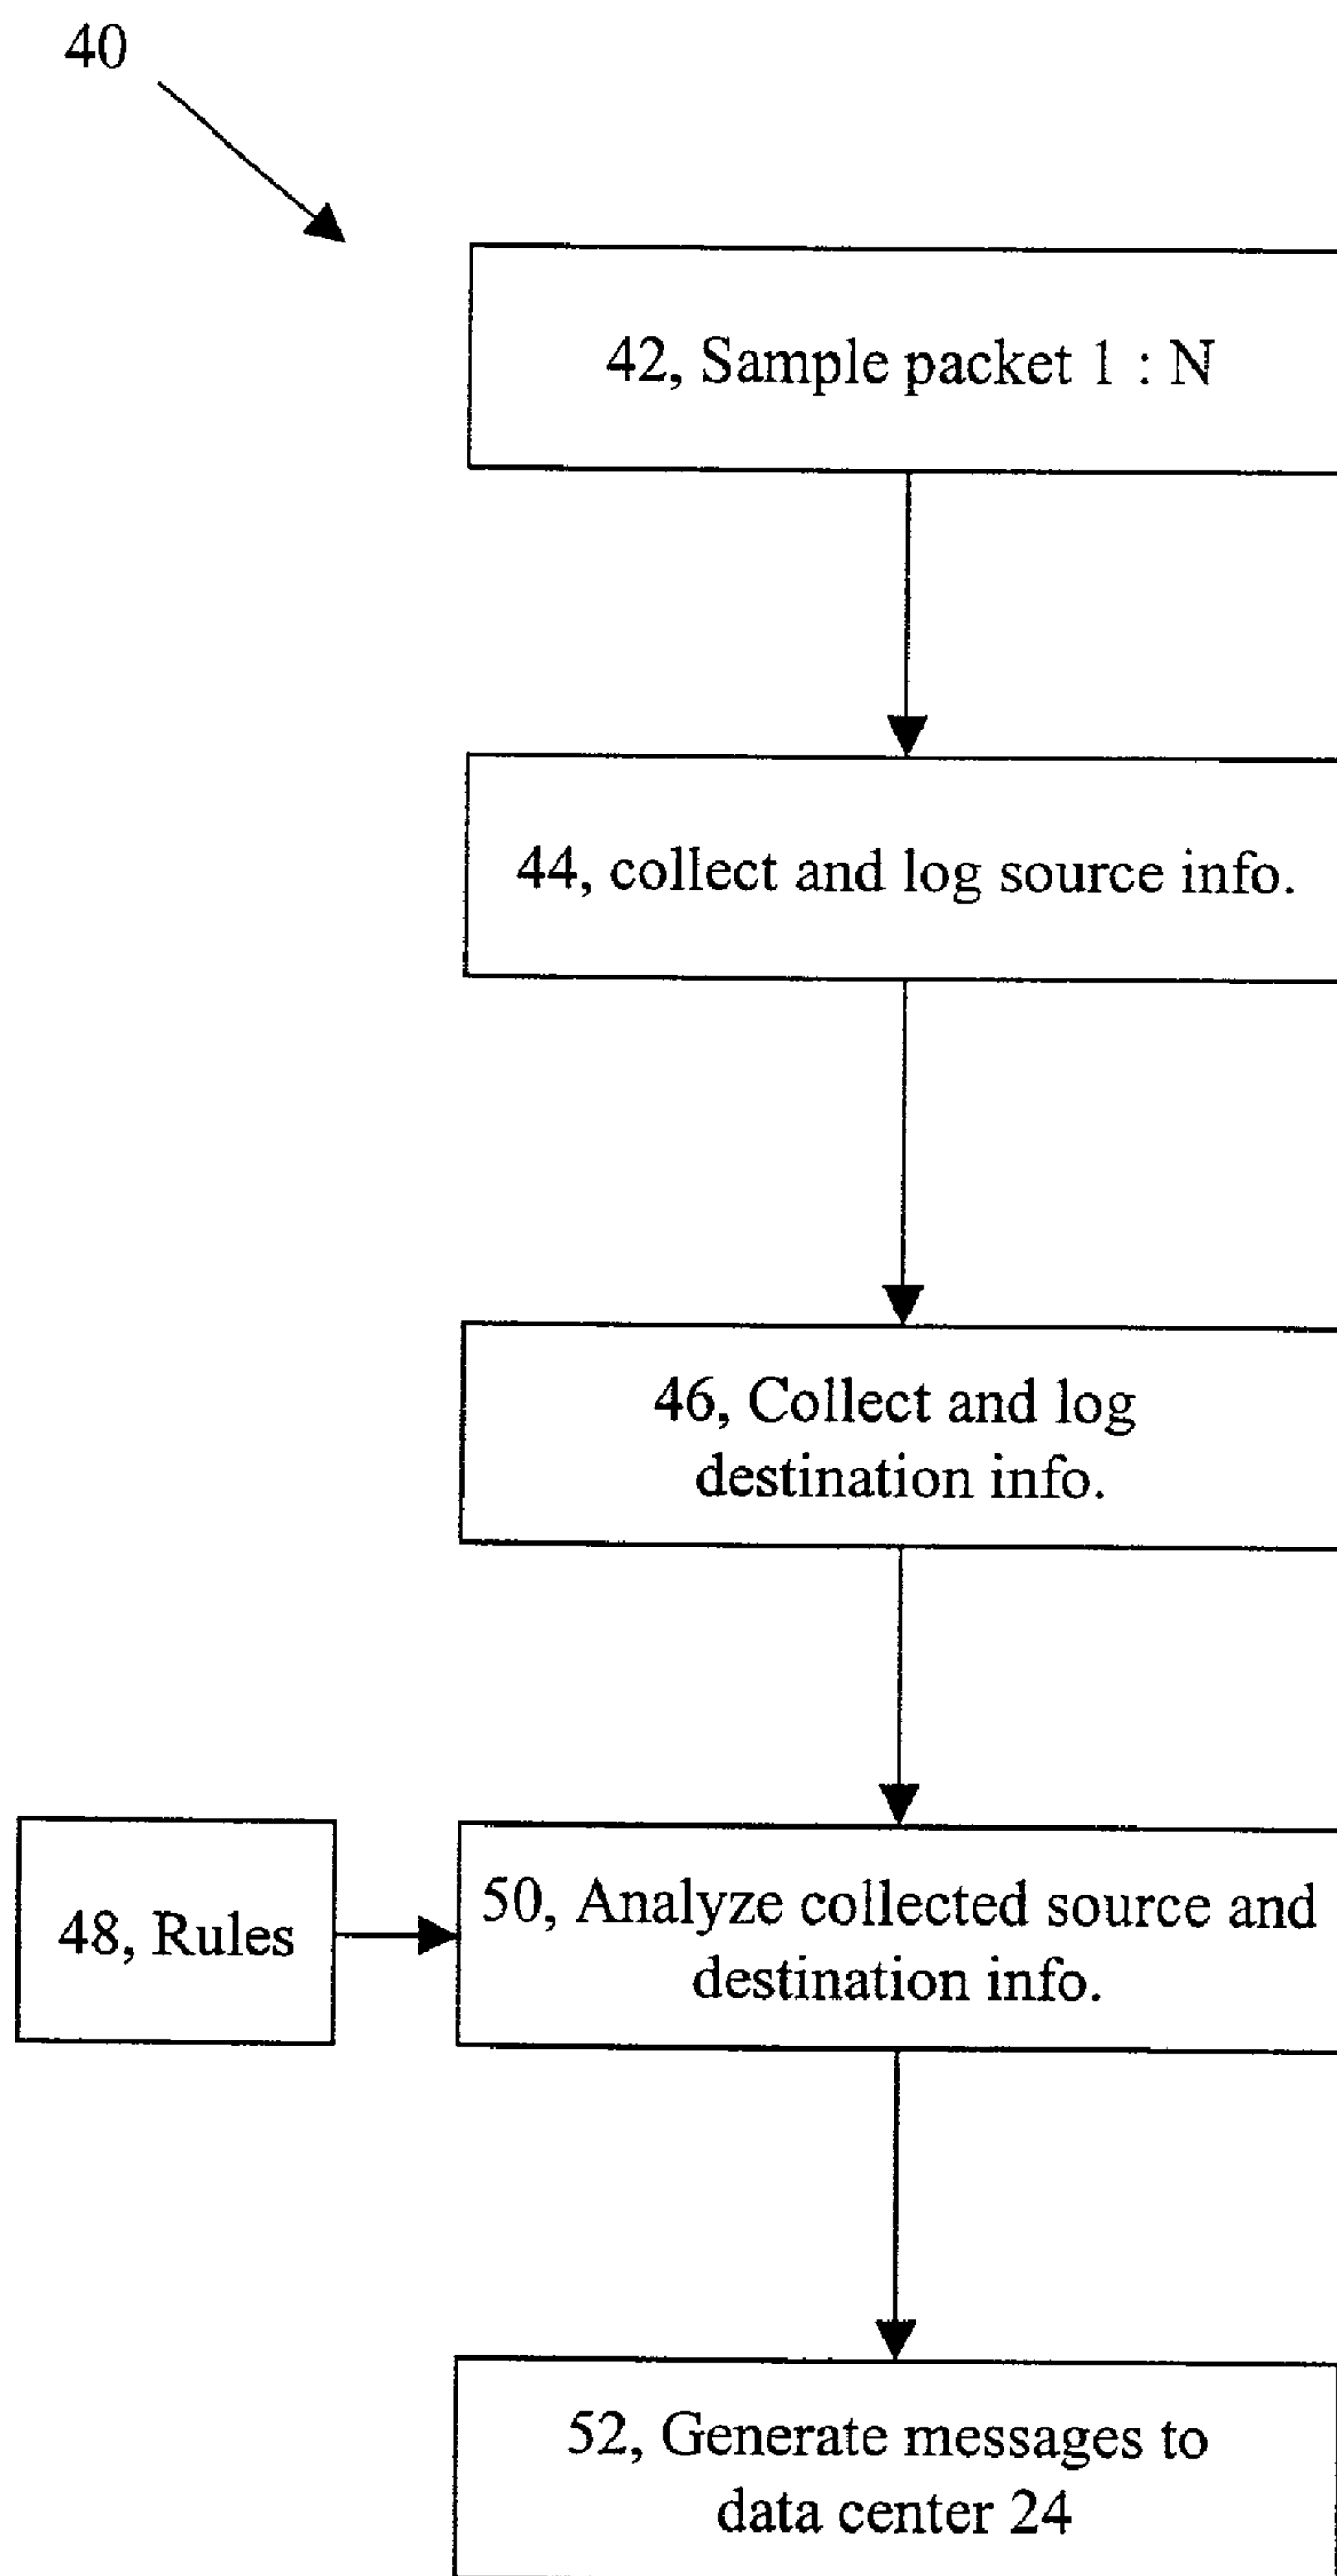 40
42, Sample packet 1 : N
44, collect and log source info.
46, Collect and log
destination info.
48, Rules
50, Analyze collected source and
destination info.
52, Generate messages to
data center 24